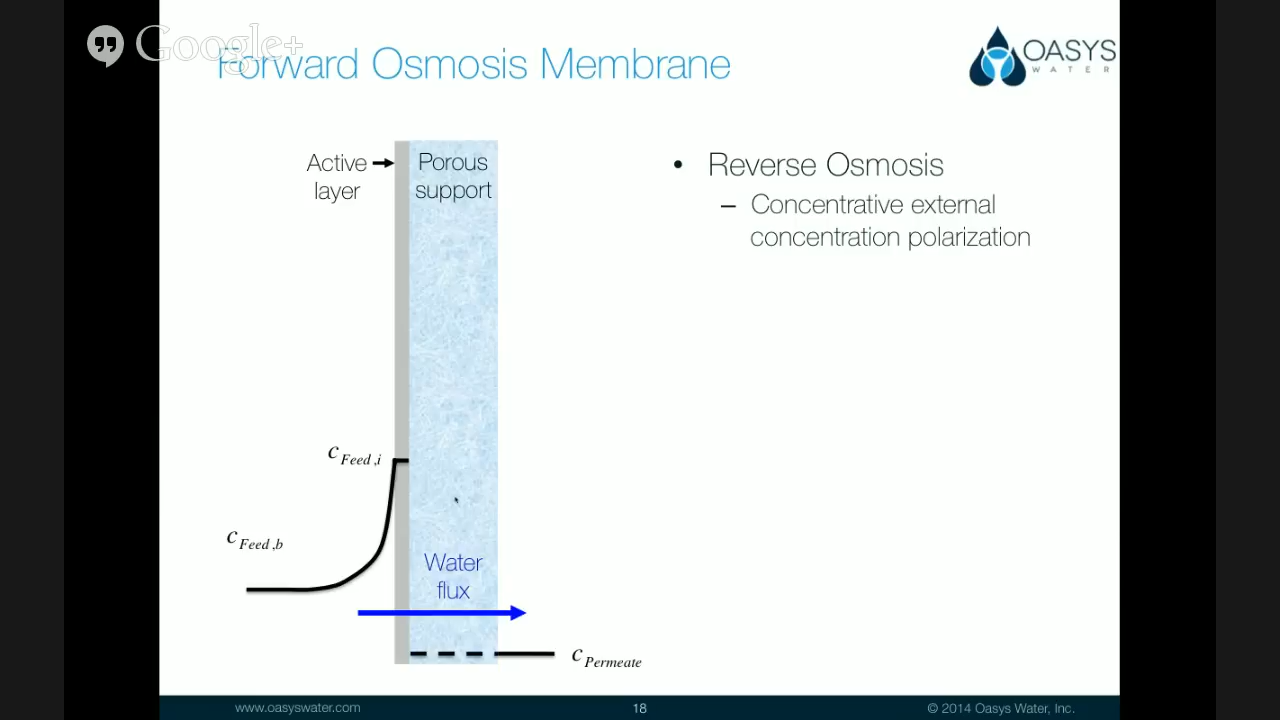 Google+
Forward Osmosis Membrane
OASYS
WATER
Active
layer
Porous
support
• Reverse Osmosis
– Concentrative external
concentration polarization
c Feed,i
c Feed,b
Water
flux
c Permeate
www.oasyswater.com
18
© 2014 Oasys Water, Inc.